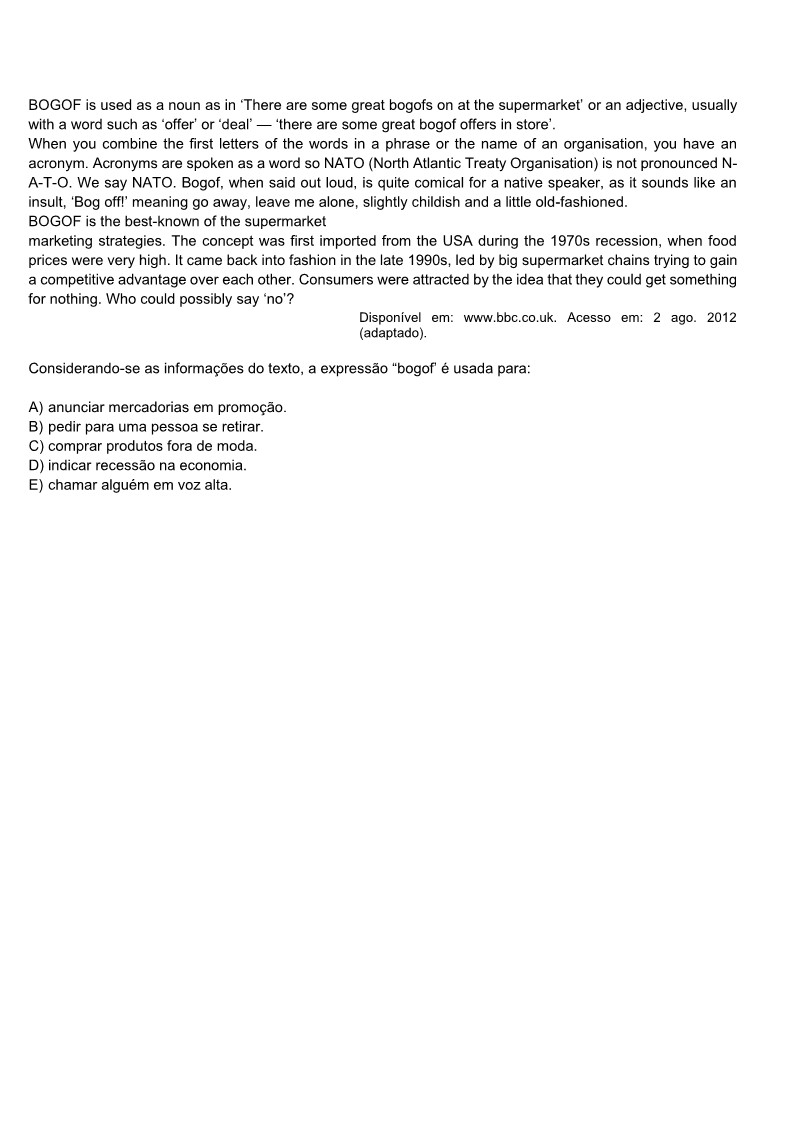 BOGOF is used as a noun as in ‘There are some great bogofs on at the supermarket’ or an adjective, usually
with a word such as ‘offer’ or ‘deal’ — ‘there are some great bogof offers in store’.
When you combine the first letters of the words in a phrase or the name of an organisation, you have an
acronym. Acronyms are spoken as a word so NATO (North Atlantic Treaty Organisation) is not pronounced N-
A-T-O. We say NATO. Bogof, when said out loud, is quite comical for a native speaker, as it sounds like an
insult, ‘Bog off!’ meaning go away, leave me alone, slightly childish and a little old-fashioned.
BOGOF is the best-known of the supermarket
marketing strategies. The concept was first imported from the USA during the 1970s recession, when food
prices were very high. It came back into fashion in the late 1990s, led by big supermarket chains trying to gain
a competitive advantage over each other. Consumers were attracted by the idea that they could get something
for nothing. Who could possibly say ‘no’?
Disponível em: www.bbc.co.uk. Acesso em: 2 ago. 2012
(adaptado).
Considerando-se as informações do texto, a expressão “bogof’ é usada para:
A) anunciar mercadorias em promoção.
B) pedir para uma pessoa se retirar.
C) comprar produtos fora de moda.
D) indicar recessão na economia.
E) chamar alguém em voz alta.